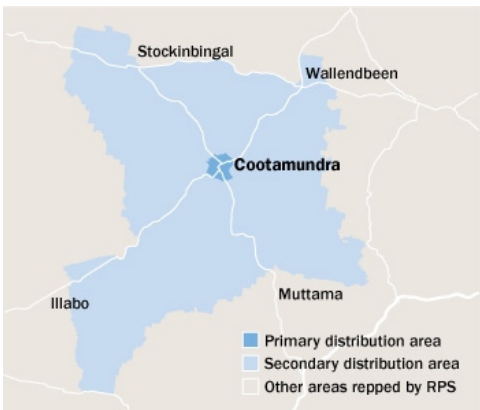 Stockinbingal
Wallendbeen
Cootamundra
Illabo
Muttama
Primary distribution area
Secondary distribution area
Other areas repped by RPS